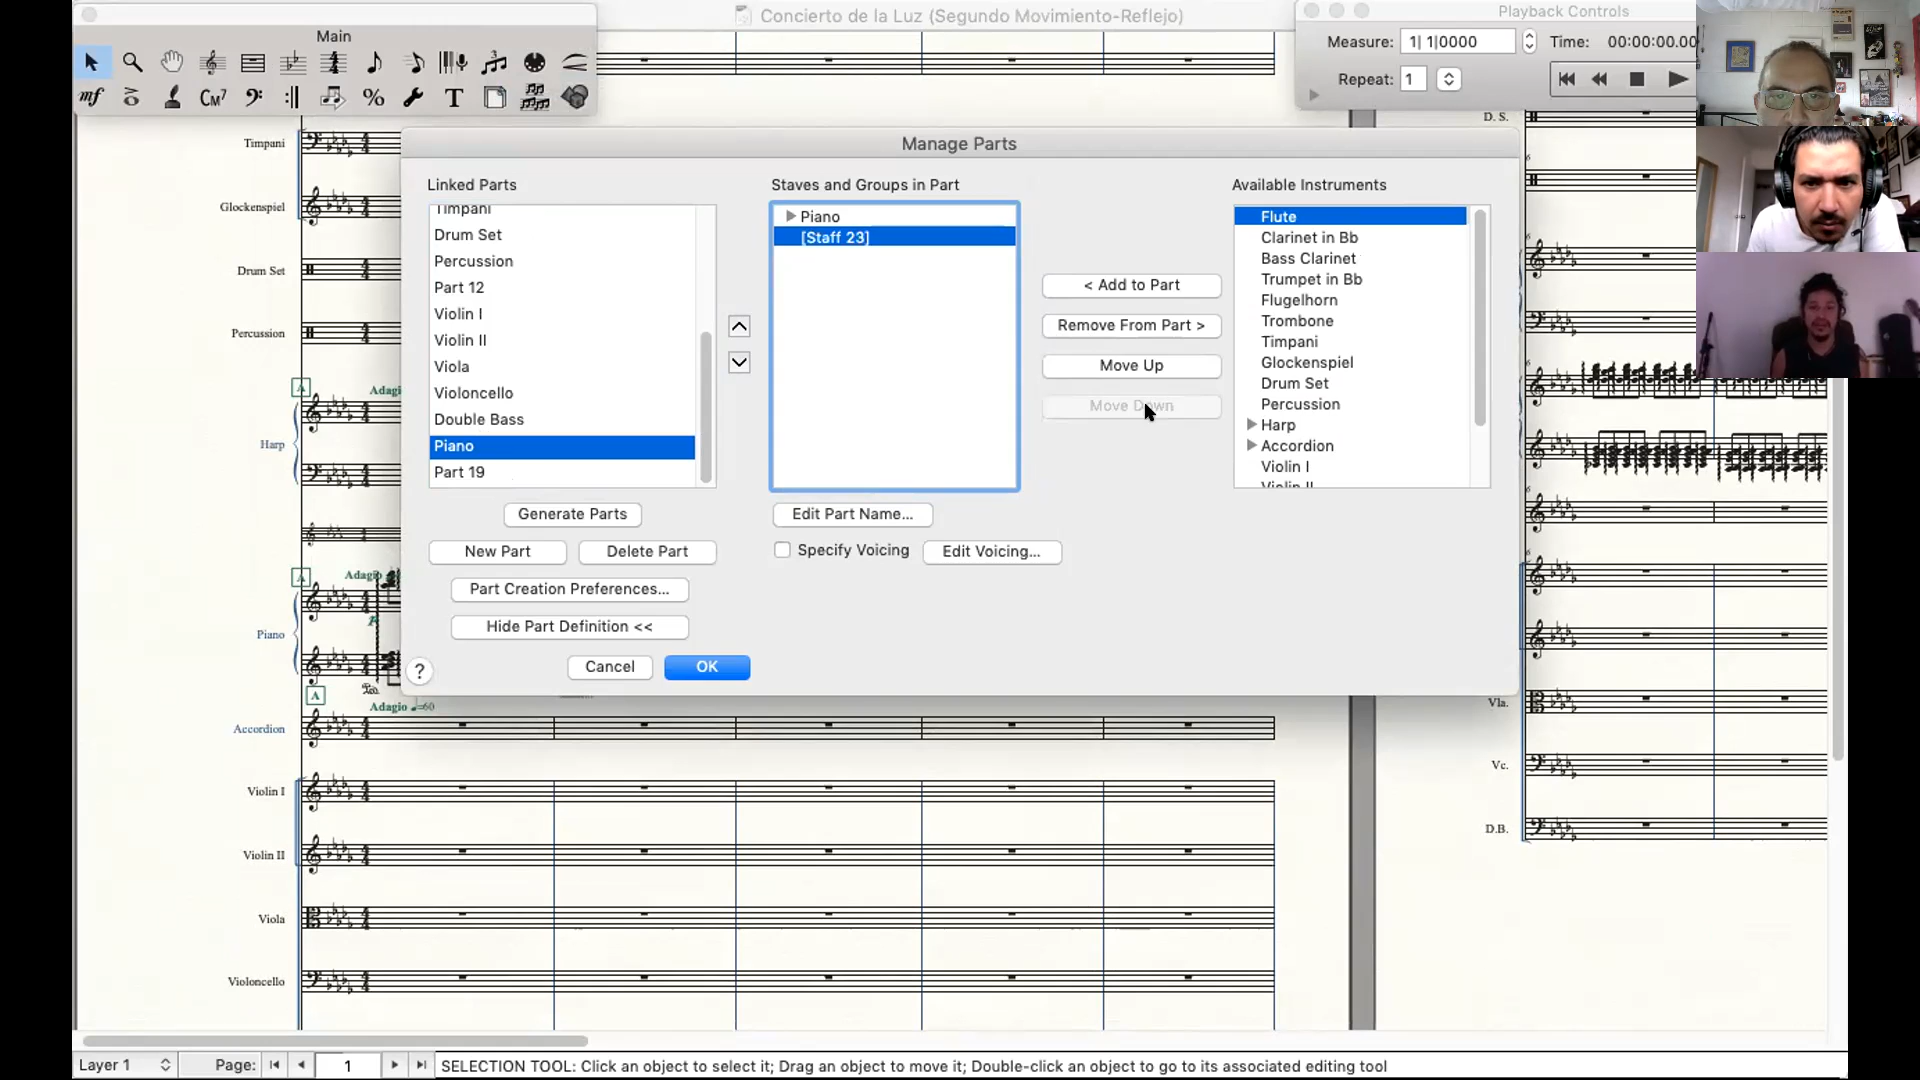 Concierto de la Luz (Segundo Movimiento-Reflejo)
Main
CM7
mf
T
Playback Controls
Measure: 1| 1|0000
Time: 00:00:00.00
Repeat: 1
Manage Parts
Linked Parts
Timpani
Drum Set
Percussion
Part 12
Violin I
Violin II
Viola
Violoncello
Double Bass
Piano
Part 19
Generate Parts
New Part
Delete Part
Part Creation Preferences...
Hide Part Definition <<
?
Cancel
OK
Staves and Groups in Part
Piano
[Staff 23]
Edit Part Name...
Specify Voicing
Edit Voicing...
< Add to Part
Remove From Part >
Move Up
Move Down
Available Instruments
Flute
Clarinet in Bb
Bass Clarinet
Trumpet in Bb
Flugelhorn
Trombone
Timpani
Glockenspiel
Drum Set
Percussion
Harp
Accordion
Violin I
Violin II
Timpani
Glockenspiel
Drum Set
Percussion
A
Adagi
Harp
A
Adagio
Piano
A
Adagio ♩=60
Accordion
Violin I
Violin II
Viola
Violoncello
D. S.
Vla.
Vc.
D.B.
Layer 1
Page: 1
SELECTION TOOL: Click an object to select it; Drag an object to move it; Double-click an object to go to its associated editing tool